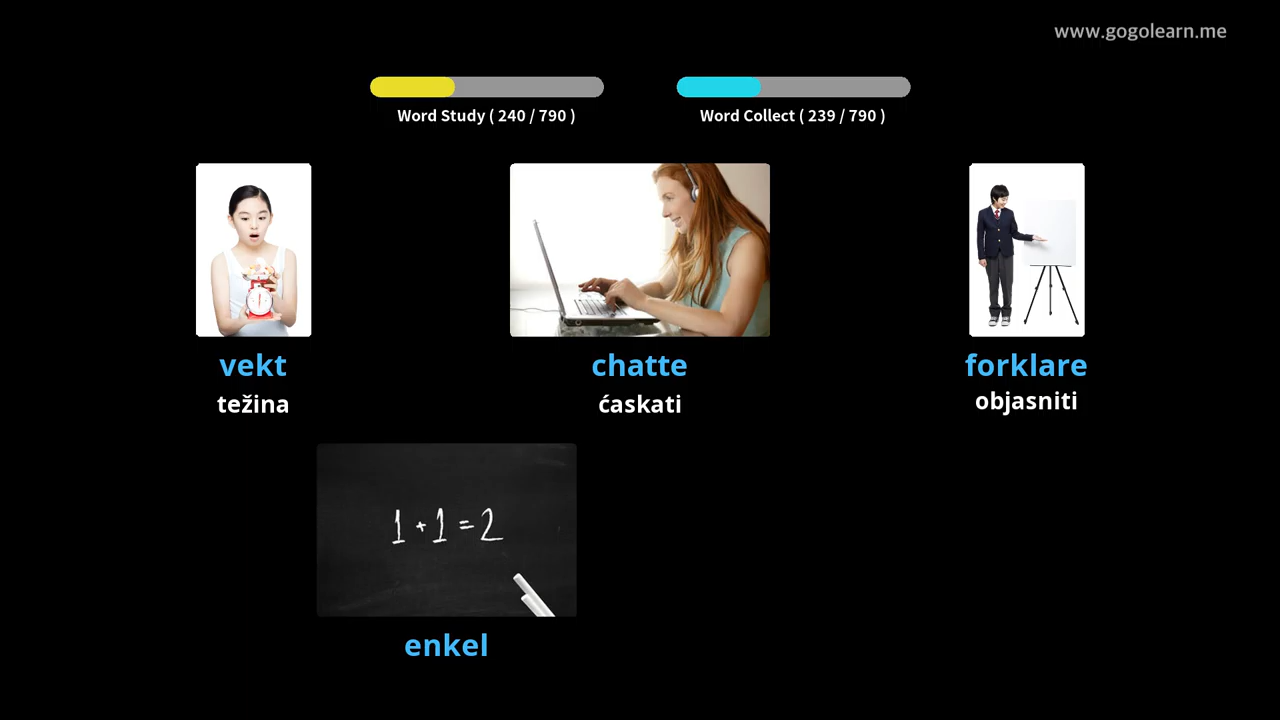 www.gogolearn.me
Word Study ( 240 / 790 )
Word Collect ( 239 / 790 )
vekt
težina
chatte
ćaskati
forklare
objasniti
1 + 1 = 2
enkel